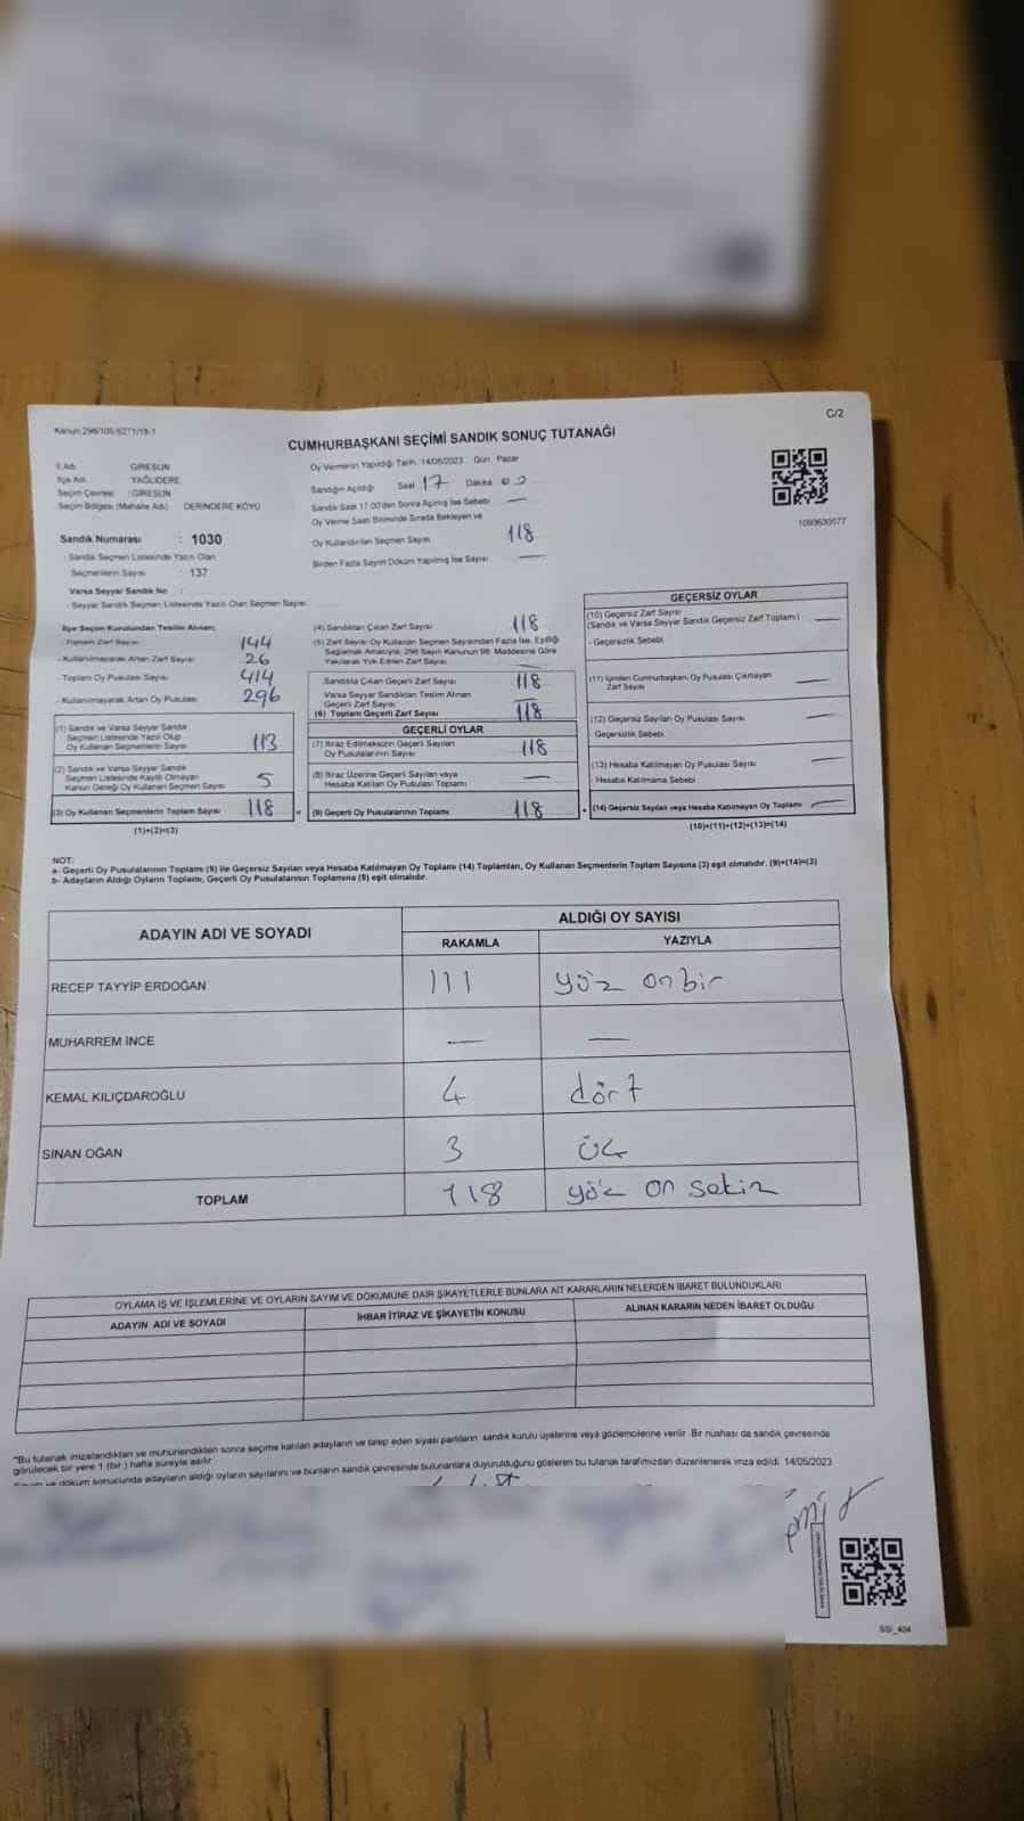 C/2
Kanun:298/105/6271/19-1
CUMHURBAŞKANI SEÇİMİ SANDIK SONUÇ TUTANAĞI
İl Adı : GİRESUN
İlçe Adı : YAĞLIDERE
Seçim Çevresi : GİRESUN
Seçim Bölgesi (Mahalle Adı) DERİNDERE KÖYÜ
Oy Vermenin Yapıldığı Tarih: 14/05/2023 Gün: Pazar
Sandığın Açıldığı Saat 17 Dakika 02
Sandık Saat 17.00'den Sonra Açılmış İse Sebebi —
Oy Verme Saati Bitiminde Sırada Bekleyen ve
Oy Kullandırılan Seçmen Sayısı 118
Birden Fazla Sayım Döküm Yapılmış İse Sayısı —
1093630077
Sandık Numarası : 1030
- Sandık Seçmen Listesinde Yazılı Olan
Seçmenlerin Sayısı : 137
Varsa Seyyar Sandık No :
- Seyyar Sandık Seçmen Listesinde Yazılı Olan Seçmen Sayısı
İlçe Seçim Kurulundan Teslim Alınan;
- Toplam Zarf Sayısı 144
- Kullanılmayarak Artan Zarf Sayısı 26
- Toplam Oy Pusulası Sayısı 414
- Kullanılmayarak Artan Oy Pusulası 296
(1) Sandık ve Varsa Seyyar Sandık
Seçmen Listesinde Yazılı Olup
Oy Kullanan Seçmenlerin Sayısı 113
(2) Sandık ve Varsa Seyyar Sandık
Seçmen Listesinde Kayıtlı Olmayan
Kanun Gereği Oy Kullanan Seçmen Sayısı 5
(3) Oy Kullanan Seçmenlerin Toplam Sayısı 118
(1)+(2)=(3)
(4) Sandıktan Çıkan Zarf Sayısı 118
(5) Zarf Sayısı Oy Kullanan Seçmen Sayısından Fazla İse, Eşitliği
Sağlamak Amacıyla, 298 Sayılı Kanunun 98. Maddesine Göre
Yakılarak Yok Edilen Zarf Sayısı —
Sandıkta Çıkan Geçerli Zarf Sayısı 118
Varsa Seyyar Sandıktan Teslim Alınan
Geçerli Zarf Sayısı —
(6) Toplam Geçerli Zarf Sayısı 118
GEÇERLİ OYLAR
(7) İtiraz Edilmeksizin Geçerli Sayılan
Oy Pusulalarının Sayısı 118
(8) İtiraz Üzerine Geçerli Sayılan veya
Hesaba Katılan Oy Pusulası Toplamı —
(9) Geçerli Oy Pusulalarının Toplamı 118
GEÇERSİZ OYLAR
(10) Geçersiz Zarf Sayısı
(Sandık ve Varsa Seyyar Sandık Geçersiz Zarf Toplamı) —
- Geçersizlik Sebebi:
(11) İçinden Cumhurbaşkanı Oy Pusulası Çıkmayan
Zarf Sayısı —
(12) Geçersiz Sayılan Oy Pusulası Sayısı —
Geçersizlik Sebebi:
(13) Hesaba Katılmayan Oy Pusulası Sayısı —
Hesaba Katılmama Sebebi
(14) Geçersiz Sayılan veya Hesaba Katılmayan Oy Toplamı —
(10)+(11)+(12)+(13)=(14)
NOT:
a- Geçerli Oy Pusulalarının Toplamı (9) ile Geçersiz Sayılan veya Hesaba Katılmayan Oy Toplamı (14) Toplamları, Oy Kullanan Seçmenlerin Toplam Sayısına (3) eşit olmalıdır. (9)+(14)=(3)
b- Adayların Aldığı Oyların Toplamı, Geçerli Oy Pusulalarının Toplamına (9) eşit olmalıdır.
ADAYIN ADI VE SOYADI ALDIĞI OY SAYISI
RAKAMLA YAZIYLA
RECEP TAYYİP ERDOĞAN 111 yüz onbir
MUHARREM İNCE — —
KEMAL KILIÇDAROĞLU 4 dört
SİNAN OĞAN 3 üç
TOPLAM 118 yüz on sekiz
OYLAMA İŞ VE İŞLEMLERİNE VE OYLARIN SAYIM VE DÖKÜMÜNE DAİR ŞİKAYETLERLE BUNLARA AİT KARARLARIN NELERDEN İBARET BULUNDUKLARI
ADAYIN ADI VE SOYADI İHBAR İTİRAZ VE ŞİKAYETİN KONUSU ALINAN KARARIN NEDEN İBARET OLDUĞU
"Bu tutanak imzalandıktan ve mühürlendikten sonra seçime katılan adayların ve talep eden siyasi partilerin sandık kurulu üyelerine veya gözlemcilerine verilir. Bir nüshası da sandık çevresinde
görülecek bir yere 1 (bir) hafta süreyle asılır."
Sayım ve döküm sonucunda adayların aldığı oyların sayılarını ve bunların sandık çevresinde bulunanlara duyurulduğunu gösteren bu tutanak tarafımızdan düzenlenerek imza edildi. 14/05/2023
SSI_404